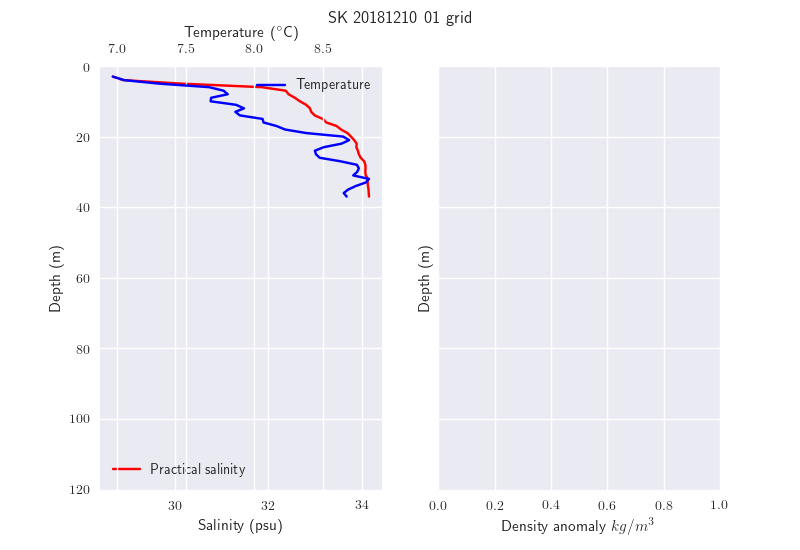 SK 20181210 01 grid
Temperature (°C)
7.0 7.5 8.0 8.5
Temperature
Practical salinity
0
20
40
60
80
100
120
Depth (m)
30 32 34
Salinity (psu)
Depth (m)
0.0 0.2 0.4 0.6 0.8 1.0
Density anomaly kg/m³